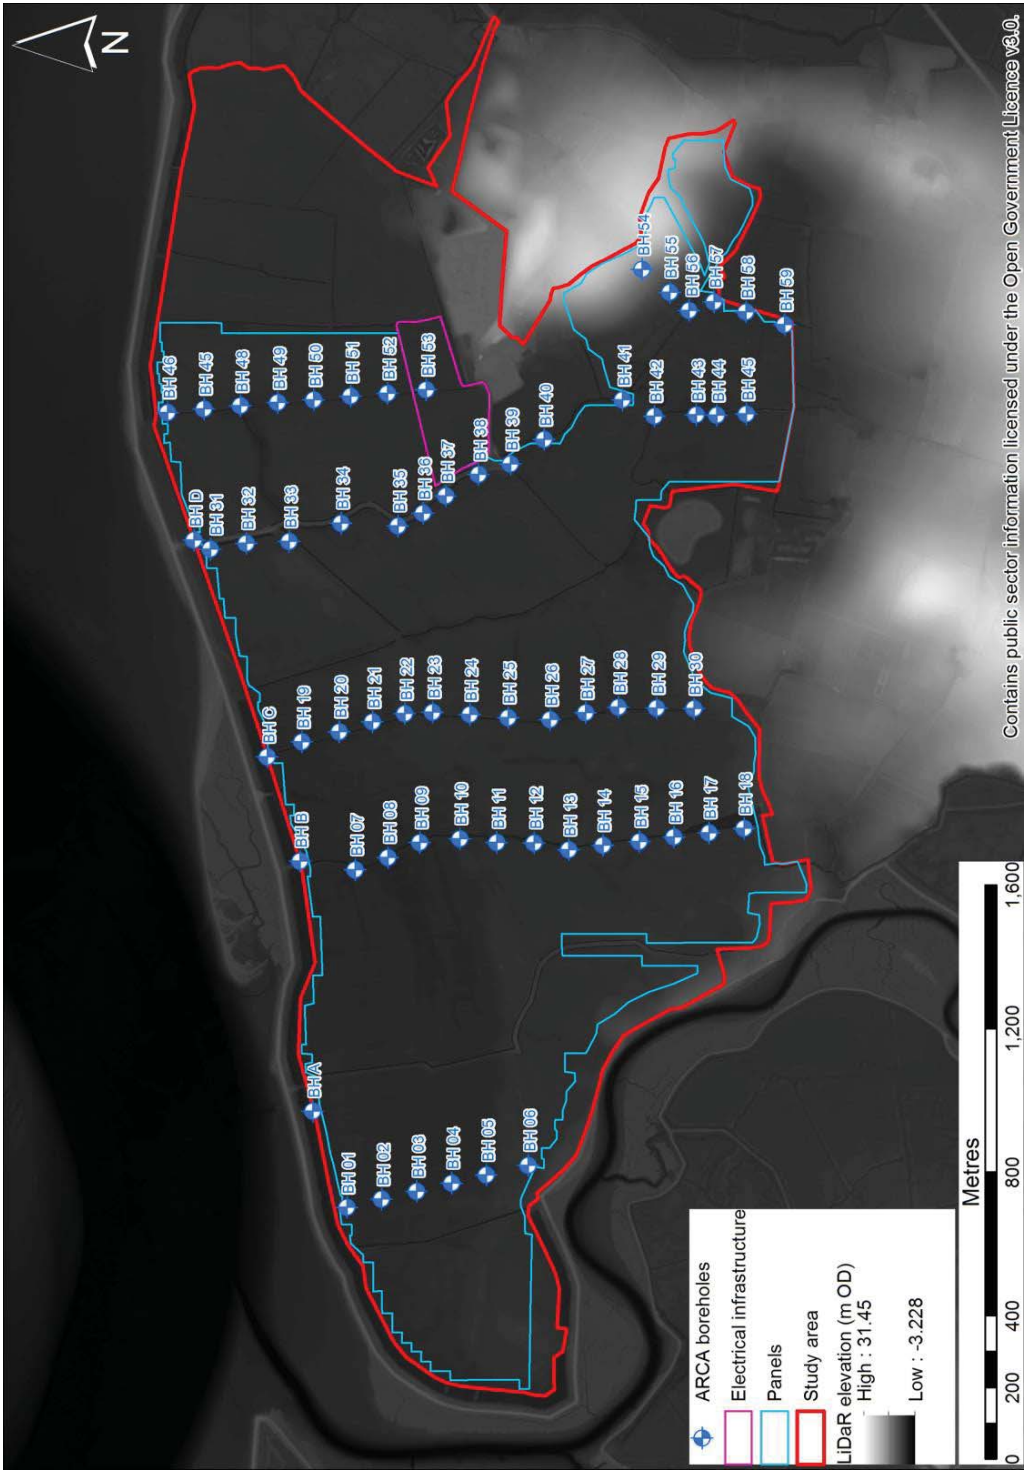 N
BH 46
BH 45
BH 48
BH 49
BH 50
BH 51
BH 52
BH 53
BH D
BH 31
BH 32
BH 33
BH 34
BH 35
BH 36
BH 37
BH 38
BH 39
BH 40
BH 41
BH 42
BH 43
BH 44
BH 45
BH 54
BH 55
BH 56
BH 57
BH 58
BH 59
BH C
BH 19
BH 20
BH 21
BH 22
BH 23
BH 24
BH 25
BH 26
BH 27
BH 28
BH 29
BH 30
BH B
BH 07
BH 08
BH 09
BH 10
BH 11
BH 12
BH 13
BH 14
BH 15
BH 16
BH 17
BH 18
BH A
BH 01
BH 02
BH 03
BH 04
BH 05
BH 06
ARCA boreholes
Electrical infrastructure
Panels
Study area
LiDaR elevation (m OD)
High : 31.45
Low : -3.228
Metres
0 200 400 800 1,200 1,600
Contains public sector information licensed under the Open Government Licence v3.0.